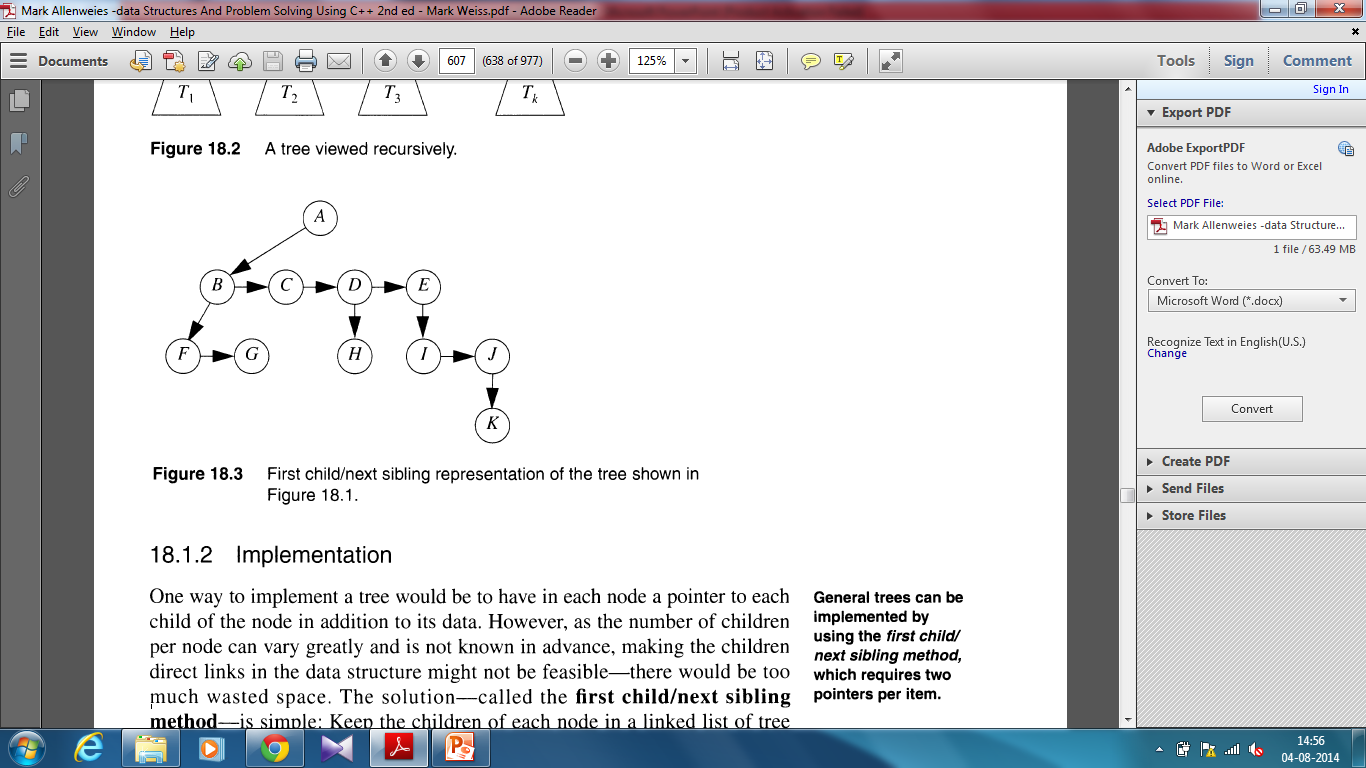 Mark Allenweiss -data Structures And Problem Solving Using C++ 2nd ed - Mark Weiss.pdf - Adobe Reader
File Edit View Window Help
Documents 607 (638 of 977) 125% Tools Sign Comment
Sign In
T1 T2 T3 Tk
Figure 18.2 A tree viewed recursively.
A
B C D E
F G H I J
K
Figure 18.3 First child/next sibling representation of the tree shown in
Figure 18.1.
18.1.2 Implementation
One way to implement a tree would be to have in each node a pointer to each
child of the node in addition to its data. However, as the number of children
per node can vary greatly and is not known in advance, making the children
direct links in the data structure might not be feasible—there would be too
much wasted space. The solution—called the first child/next sibling
method—is simple: Keep the children of each node in a linked list of tree
General trees can be
implemented by
using the first child/
next sibling method,
which requires two
pointers per item.
Export PDF
Adobe ExportPDF
Convert PDF files to Word or Excel
online.
Select PDF File:
Mark Allenweies -data Structure...
1 file / 63.49 MB
Convert To:
Microsoft Word (*.docx)
Recognize Text in English(U.S.)
Change
Convert
Create PDF
Send Files
Store Files
14:56
04-08-2014